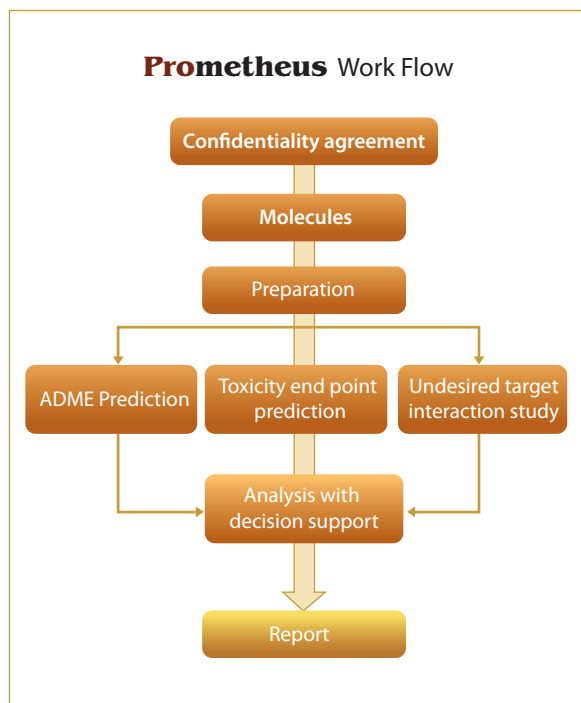 Prometheus Work Flow
Confidentiality agreement
Molecules
Preparation
ADME Prediction
Toxicity end point
prediction
Undesired target
interaction study
Analysis with
decision support
Report